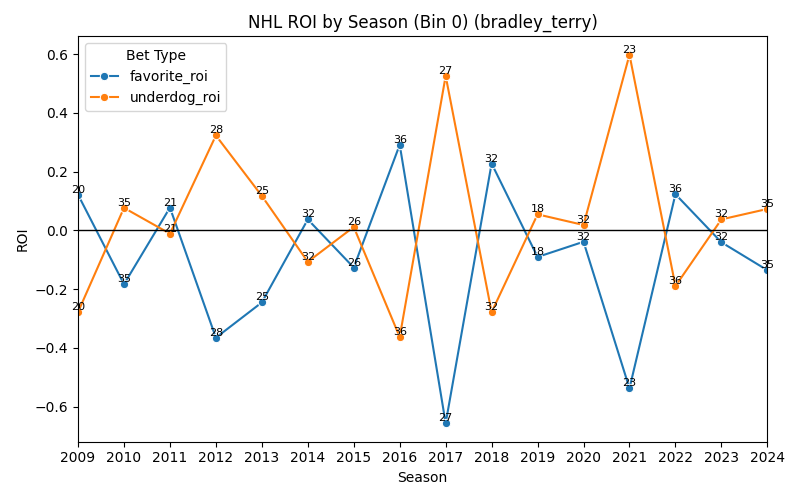 NHL ROI by Season (Bin 0) (bradley_terry)
Bet Type
favorite_roi
underdog_roi
ROI
0.6
0.4
0.2
0.0
−0.2
−0.4
−0.6
20 35 21 28 25 32 26 36 27 32 18 32 23 36 32 35
20 35 21 28 25 32 26 36 27 32 18 32 23 36 32 35
2009 2010 2011 2012 2013 2014 2015 2016 2017 2018 2019 2020 2021 2022 2023 2024
Season